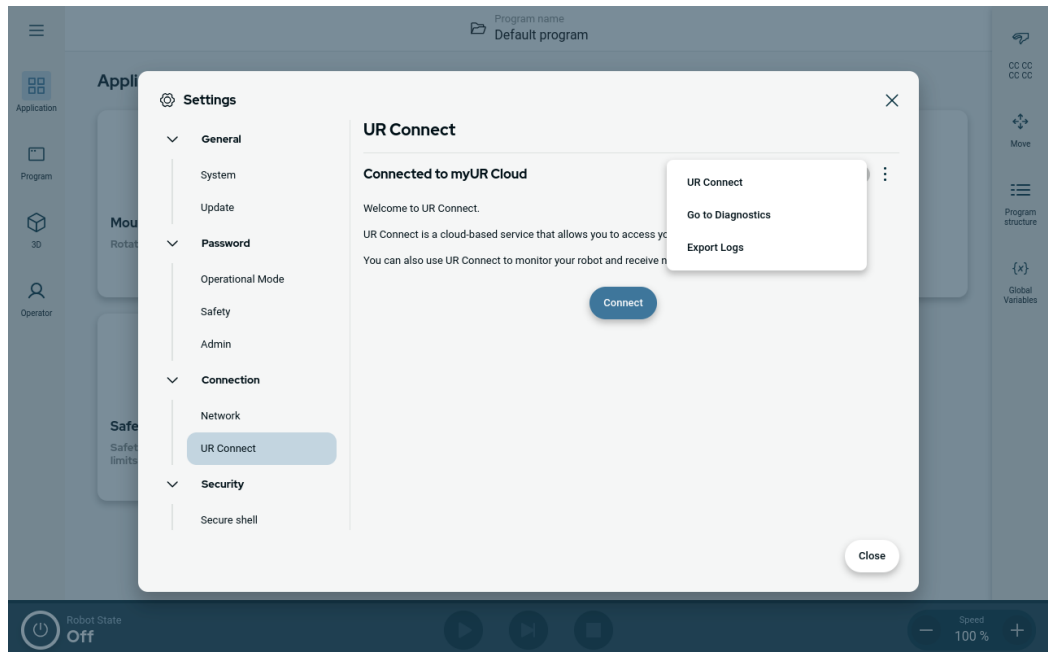 Program name
Default program
Application
Program
3D
Operator
Appli
Mou
Rotat
Safe
Safet
limits
Settings
General
System
Update
Password
Operational Mode
Safety
Admin
Connection
Network
UR Connect
Security
Secure shell
UR Connect
Connected to myUR Cloud
Welcome to UR Connect.
UR Connect is a cloud-based service that allows you to access yo
You can also use UR Connect to monitor your robot and receive n
Connect
UR Connect
Go to Diagnostics
Export Logs
Close
CC CC
CC CC
Move
Program
structure
{x}
Global
Variables
Robot State
Off
Speed
100 %